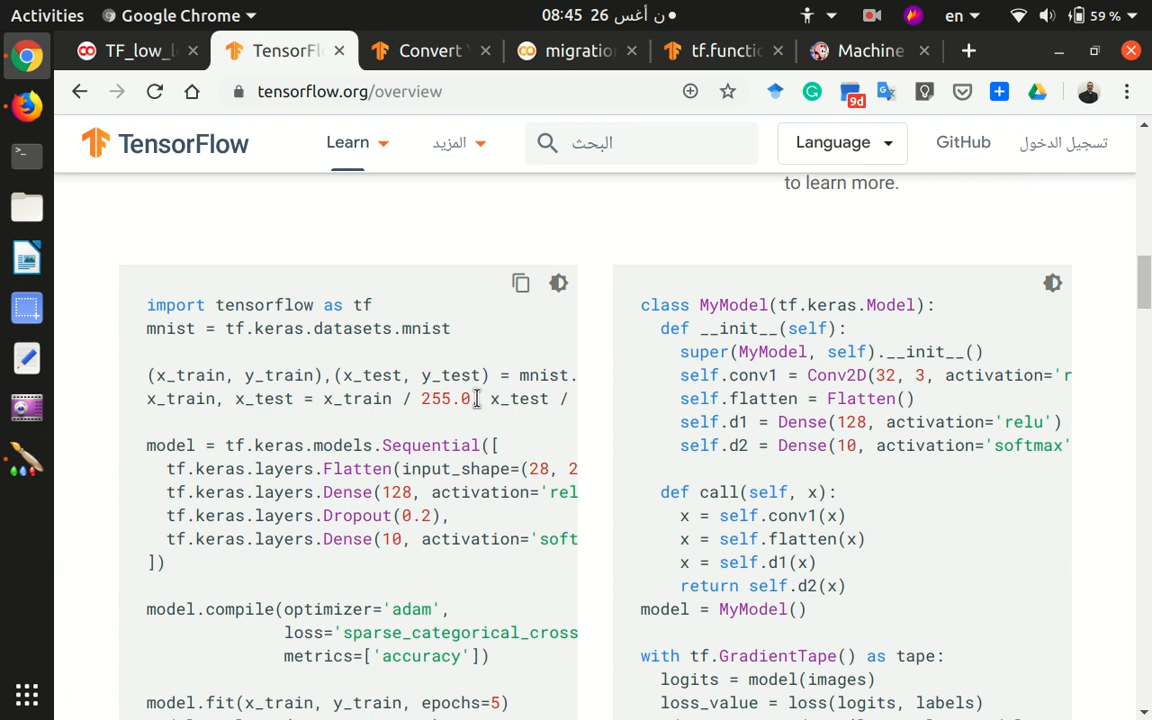 Activities Google Chrome ن أغس 26 08:45 en 59 %
TF_low_l TensorFl Convert migration tf.functi Machine
tensorflow.org/overview
9d
TensorFlow Learn المزيد البحث Language GitHub تسجيل الدخول
to learn more.
import tensorflow as tf
mnist = tf.keras.datasets.mnist
(x_train, y_train),(x_test, y_test) = mnist.
x_train, x_test = x_train / 255.0, x_test /
model = tf.keras.models.Sequential([
tf.keras.layers.Flatten(input_shape=(28, 2
tf.keras.layers.Dense(128, activation='rel
tf.keras.layers.Dropout(0.2),
tf.keras.layers.Dense(10, activation='soft
])
model.compile(optimizer='adam',
loss='sparse_categorical_cross
metrics=['accuracy'])
model.fit(x_train, y_train, epochs=5)
class MyModel(tf.keras.Model):
def __init__(self):
super(MyModel, self).__init__()
self.conv1 = Conv2D(32, 3, activation='r
self.flatten = Flatten()
self.d1 = Dense(128, activation='relu')
self.d2 = Dense(10, activation='softmax'
def call(self, x):
x = self.conv1(x)
x = self.flatten(x)
x = self.d1(x)
return self.d2(x)
model = MyModel()
with tf.GradientTape() as tape:
logits = model(images)
loss_value = loss(logits, labels)